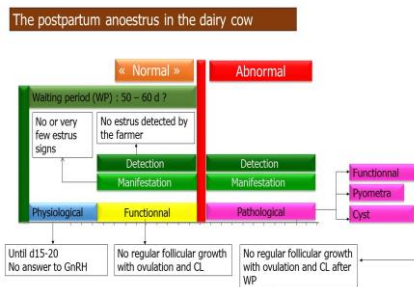 The postpartum anoestrus in the dairy cow
« Normal »
Abnormal
Waiting period (WP) : 50 – 60 d ?
No or very
few estrus
signs
No estrus detected by
the farmer
Detection
Detection
Manifestation
Manifestation
Functionnal
Pyometra
Cyst
Physiological
Functionnal
Pathological
Until d15-20
No answer to GnRH
No regular follicular growth
with ovulation and CL
No regular follicular growth
with ovulation and CL after
WP